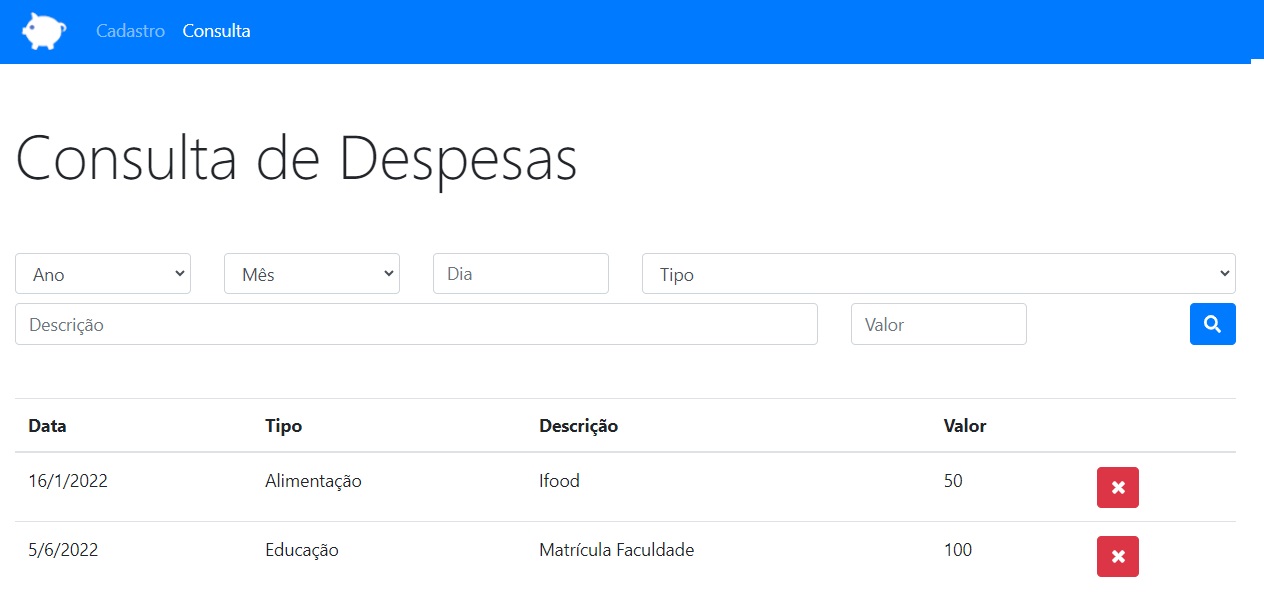 Cadastro Consulta
Consulta de Despesas
Ano Mês Dia Tipo
Descrição Valor
Data Tipo Descrição Valor
16/1/2022 Alimentação Ifood 50
5/6/2022 Educação Matrícula Faculdade 100